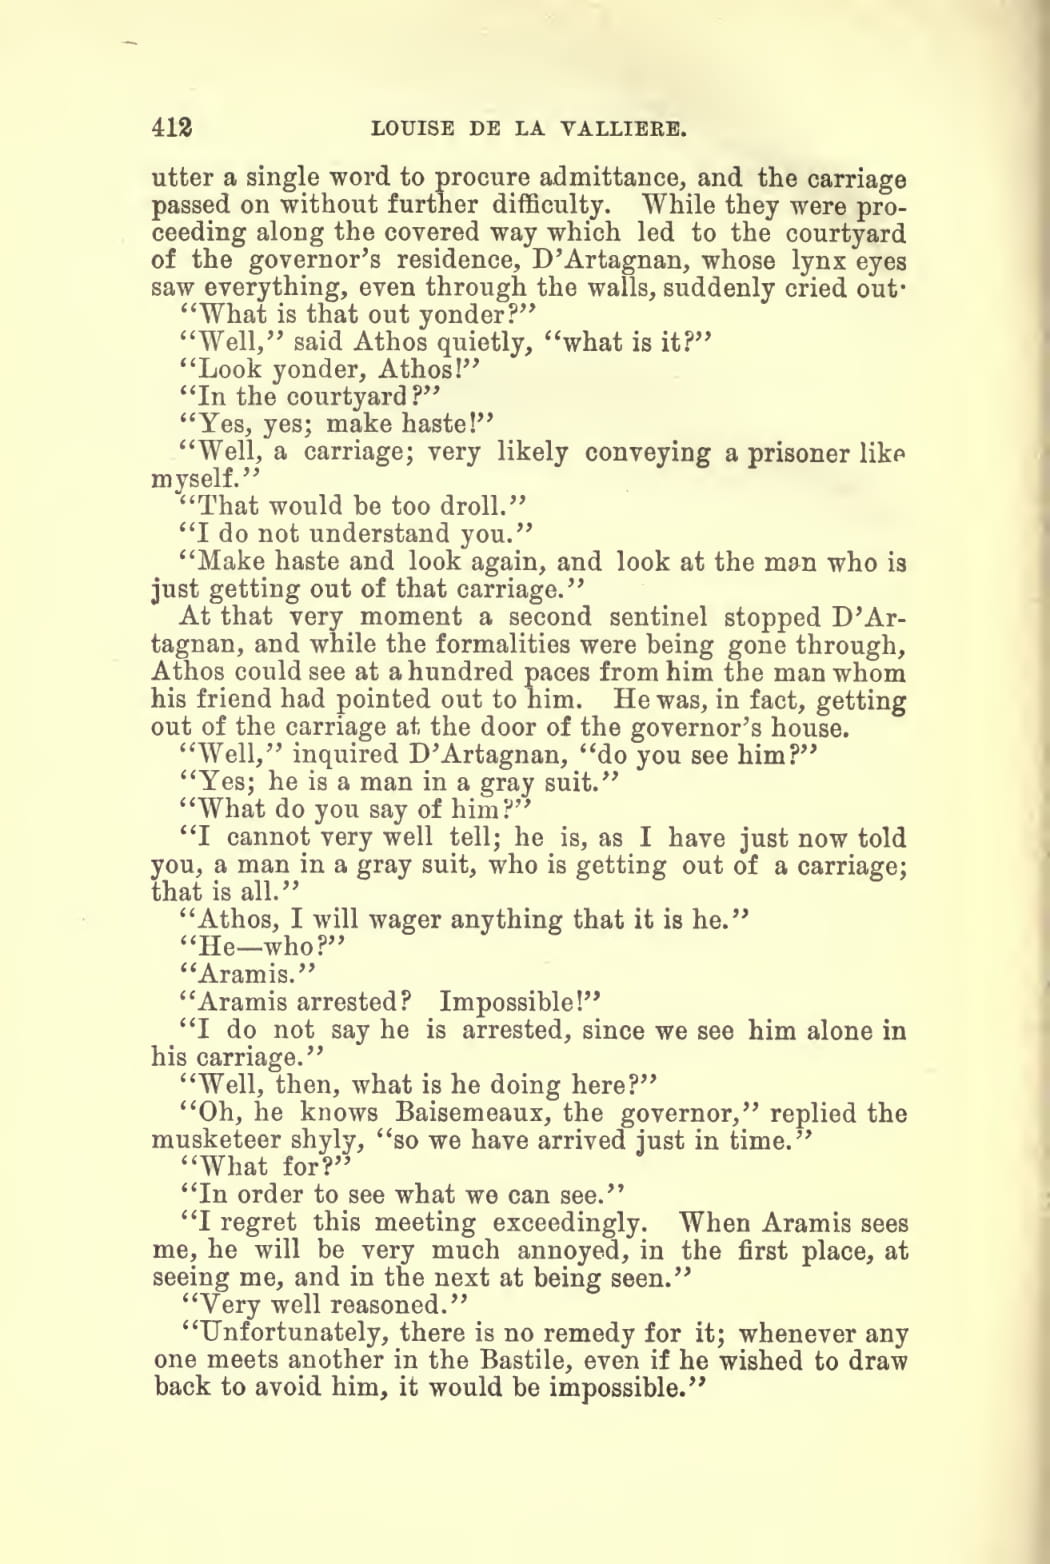 412 LOUISE DE LA VALLIERE.
utter a single word to procure admittance, and the carriage
passed on without further difficulty. While they were pro-
ceeding along the covered way which led to the courtyard
of the governor's residence, D'Artagnan, whose lynx eyes
saw everything, even through the walls, suddenly cried out·
“What is that out yonder?”
“Well,” said Athos quietly, “what is it?”
“Look yonder, Athos!”
“In the courtyard?”
“Yes, yes; make haste!”
“Well, a carriage; very likely conveying a prisoner like
myself.”
“That would be too droll.”
“I do not understand you.”
“Make haste and look again, and look at the man who is
just getting out of that carriage.”
At that very moment a second sentinel stopped D'Ar-
tagnan, and while the formalities were being gone through,
Athos could see at a hundred paces from him the man whom
his friend had pointed out to him. He was, in fact, getting
out of the carriage at the door of the governor's house.
“Well,” inquired D'Artagnan, “do you see him?”
“Yes; he is a man in a gray suit.”
“What do you say of him?”
“I cannot very well tell; he is, as I have just now told
you, a man in a gray suit, who is getting out of a carriage;
that is all.”
“Athos, I will wager anything that it is he.”
“He—who?”
“Aramis.”
“Aramis arrested? Impossible!”
“I do not say he is arrested, since we see him alone in
his carriage.”
“Well, then, what is he doing here?”
“Oh, he knows Baisemeaux, the governor,” replied the
musketeer shyly, “so we have arrived just in time.”
“What for?”
“In order to see what we can see.”
“I regret this meeting exceedingly. When Aramis sees
me, he will be very much annoyed, in the first place, at
seeing me, and in the next at being seen.”
“Very well reasoned.”
“Unfortunately, there is no remedy for it; whenever any
one meets another in the Bastile, even if he wished to draw
back to avoid him, it would be impossible.”